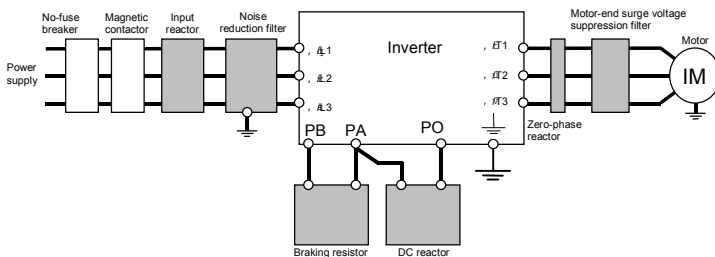 No-fuse breaker
Magnetic contactor
Input reactor
Noise reduction filter
Motor-end surge voltage suppression filter
Motor
Power supply
Inverter
IM
L1
L2
L3
T1
T2
T3
Zero-phase reactor
PB
PA
PO
Braking resistor
DC reactor